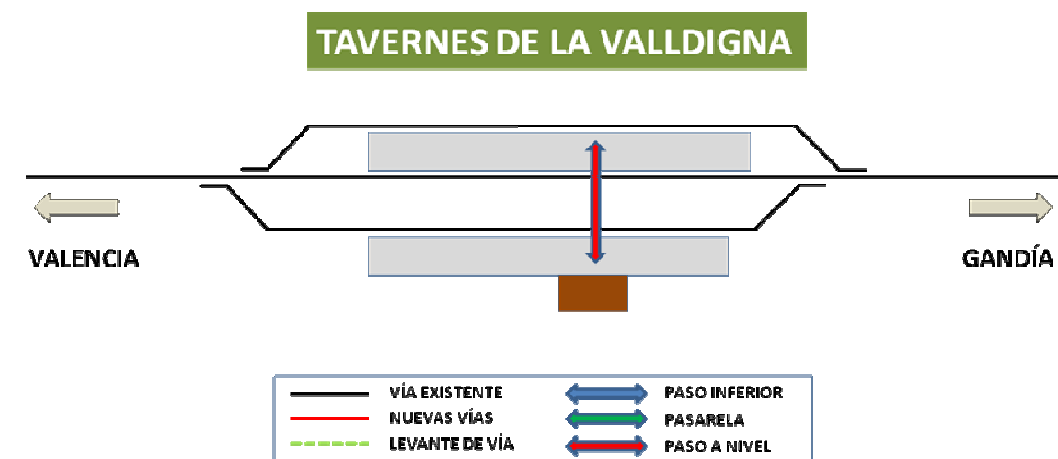 TAVERNES DE LA VALLDIGNA
VALENCIA
GANDÍA
VÍA EXISTENTE
PASO INFERIOR
NUEVAS VÍAS
PASARELA
LEVANTE DE VÍA
PASO A NIVEL